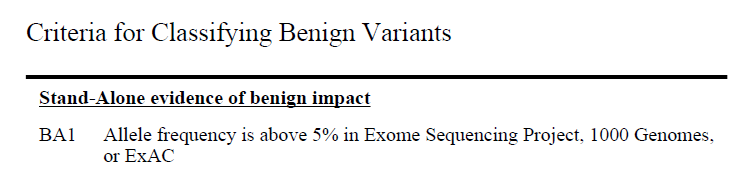 Criteria for Classifying Benign Variants
Stand-Alone evidence of benign impact
BA1 Allele frequency is above 5% in Exome Sequencing Project, 1000 Genomes,
or ExAC